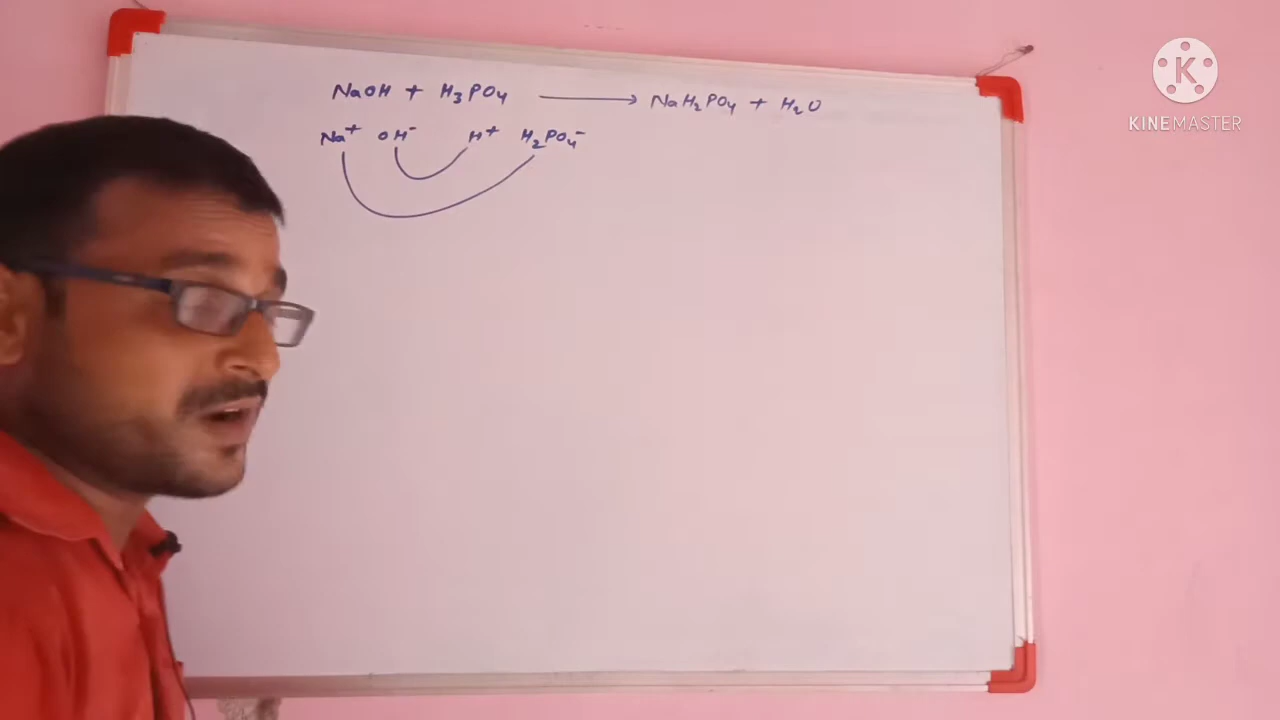 NaOH + H₃PO₄ ⟶ NaH₂PO₄ + H₂O
Na⁺ OH⁻ H⁺ H₂PO₄⁻
K
KINEMASTER